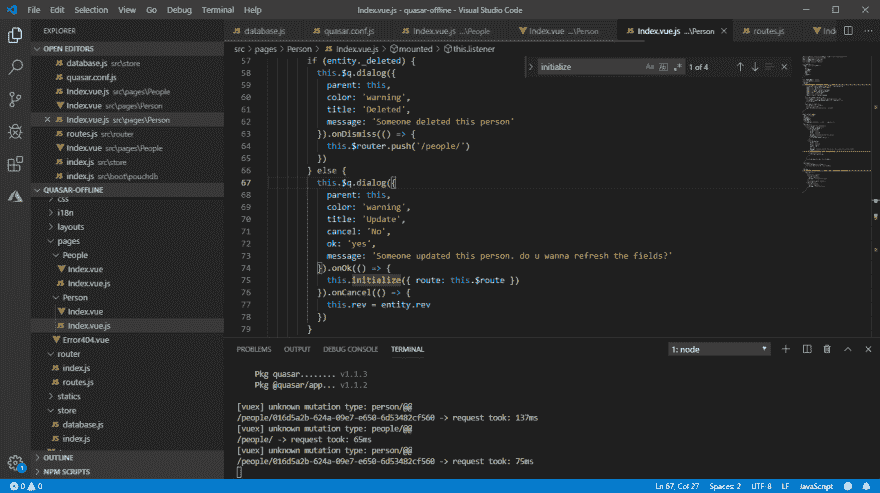 File Edit Selection View Go Debug Terminal Help
Index.vue.js - quasar-offline - Visual Studio Code
EXPLORER
OPEN EDITORS
database.js src\store
quasar.conf.js
Index.vue.js src\pages\People
Index.vue src\pages\Person
Index.vue.js src\pages\Person
routes.js src\router
Index.vue src\pages\People
index.js src\store
index.js src\boot\pouchdb
QUASAR-OFFLINE
css
i18n
layouts
pages
People
Index.vue
Index.vue.js
Person
Index.vue
Index.vue.js
Error404.vue
router
index.js
routes.js
statics
store
database.js
index.js
OUTLINE
NPM SCRIPTS
1
database.js quasar.conf.js Index.vue.js ...\People Index.vue ...\Person Index.vue.js ...\Person routes.js Ind
src > pages > Person > Index.vue.js > mounted > this.listener
initialize Aa 1 of 4
57 if (entity._deleted) {
58 this.$q.dialog({
59 parent: this,
60 color: 'warning',
61 title: 'Deleted',
62 message: 'Someone deleted this person'
63 }).onDismiss(() => {
64 this.$router.push('/people/')
65 })
66 } else {
67 this.$q.dialog({
68 parent: this,
69 color: 'warning',
70 title: 'Update',
71 cancel: 'No',
72 ok: 'yes',
73 message: 'Someone updated this person. do u wanna refresh the fields?'
74 }).onOk(() => {
75 this.initialize({ route: this.$route })
76 }).onCancel(() => {
77 this.rev = entity.rev
78 })
79 }
PROBLEMS OUTPUT DEBUG CONSOLE TERMINAL
1: node
Pkg quasar........ v1.1.3
Pkg @quasar/app... v1.1.2
[vuex] unknown mutation type: person/@@
/people/016d5a2b-624a-09e7-e650-6d53482cf560 -> request took: 137ms
[vuex] unknown mutation type: people/@@
/people/ -> request took: 65ms
[vuex] unknown mutation type: person/@@
/people/016d5a2b-624a-09e7-e650-6d53482cf560 -> request took: 75ms
0 0
Ln 67, Col 27 Spaces: 2 UTF-8 LF JavaScript